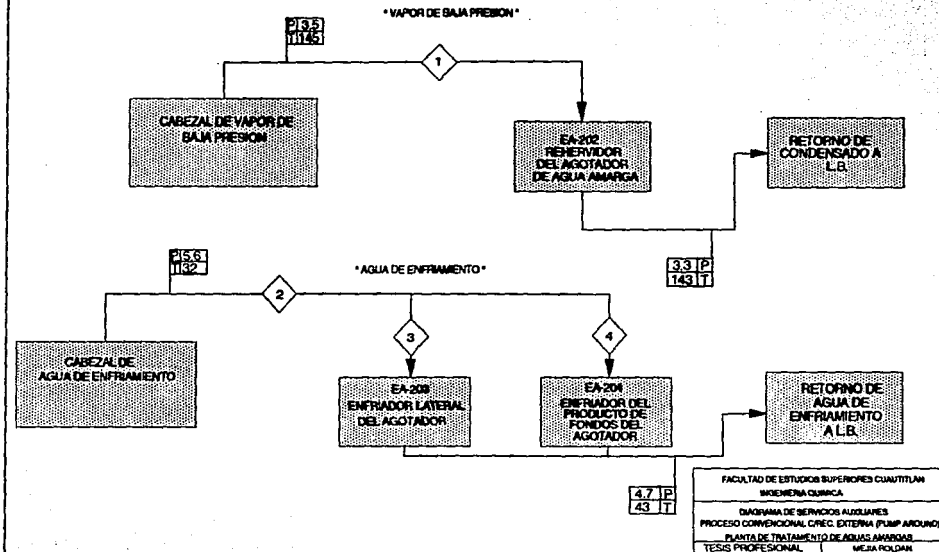 * VAPOR DE BAJA PRESION *
P 3.5
T 145
1
CABEZAL DE VAPOR DE
BAJA PRESION
EA-202
REHERVIDOR
DEL AGOTADOR
DE AGUA AMARGA
RETORNO DE
CONDENSADO A
L.B.
3.3 P
143 T
P 5.6
T 32
* AGUA DE ENFRIAMIENTO *
2
3
4
CABEZAL DE
AGUA DE ENFRIAMIENTO
EA-203
ENFRIADOR LATERAL
DEL AGOTADOR
EA-204
ENFRIADOR DEL
PRODUCTO DE
FONDOS DEL
AGOTADOR
RETORNO DE
AGUA DE
ENFRIAMIENTO
A L.B.
4.7 P
43 T
FACULTAD DE ESTUDIOS SUPERIORES CUAUTITLAN
INGENIERIA QUIMICA
DIAGRAMA DE SERVICIOS AUXILIARES
PROCESO CONVENCIONAL C/REC. EXTERNA (PUMP AROUND)
PLANTA DE TRATAMIENTO DE AGUAS AMARGAS
TESIS PROFESIONAL MEJIA ROLDAN